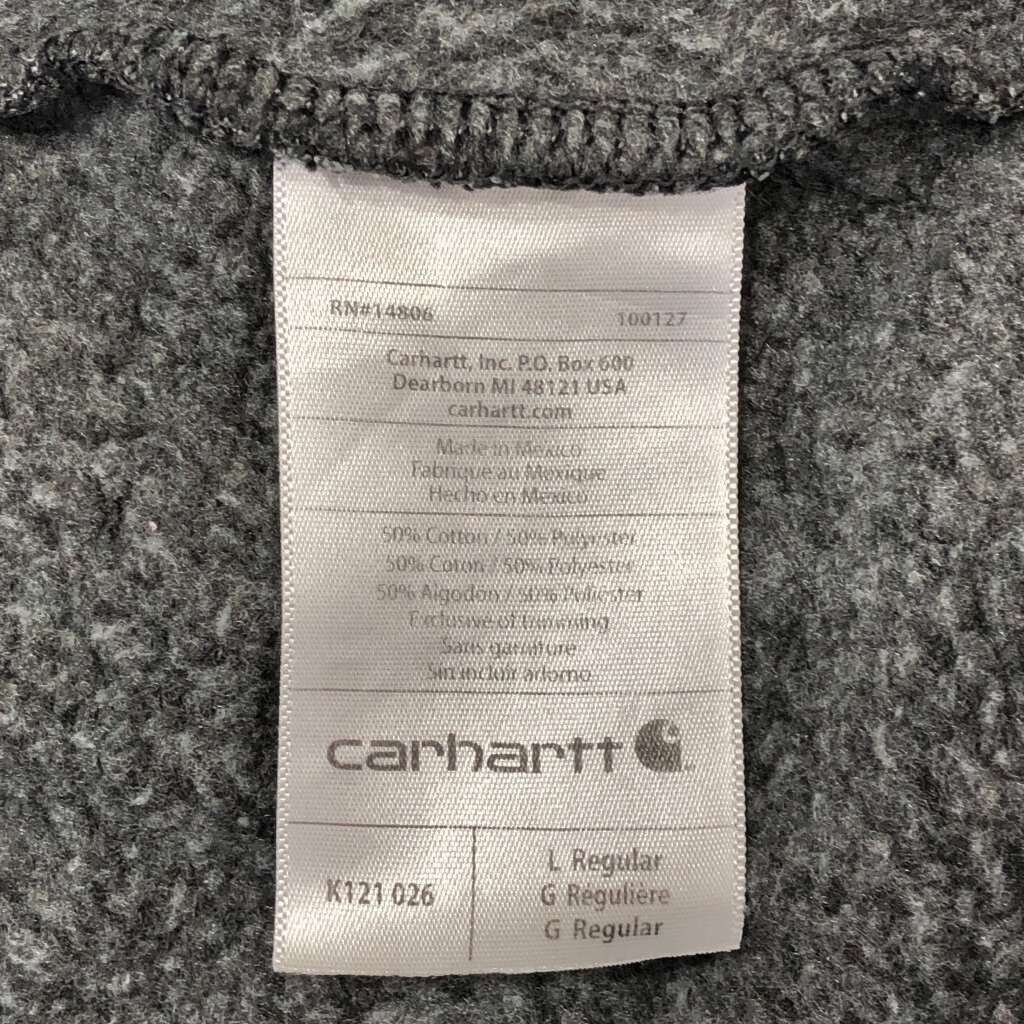 RN#14806 100127
Carhartt, Inc. P.O. Box 600
Dearborn MI 48121 USA
carhartt.com
Made in Mexico
Fabrique au Mexique
Hecho en Mexico
50% Cotton / 50% Polyester
50% Coton / 50% Polyester
50% Algodon / 50% Poliester
Exclusive of trimming
Sans garniture
Sin incluir adorno
carhartt
K121 026
L Regular
G Reguliere
G Regular